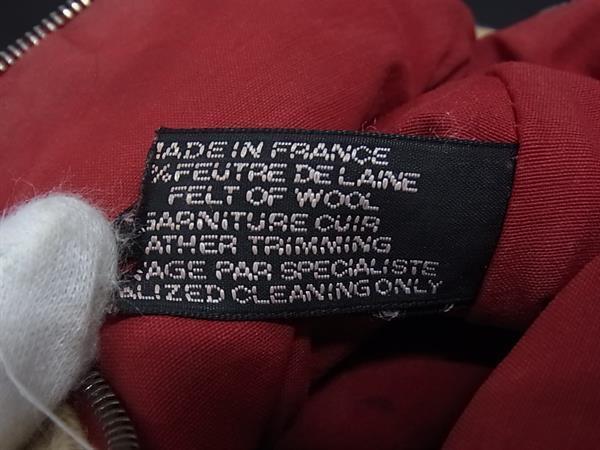 MADE IN FRANCE
% FEUTRE DE LAINE
FELT OF WOOL
GARNITURE CUIR
ATHER TRIMMING
AGE PAR SPECIALISTE
ALIZED CLEANING ONLY